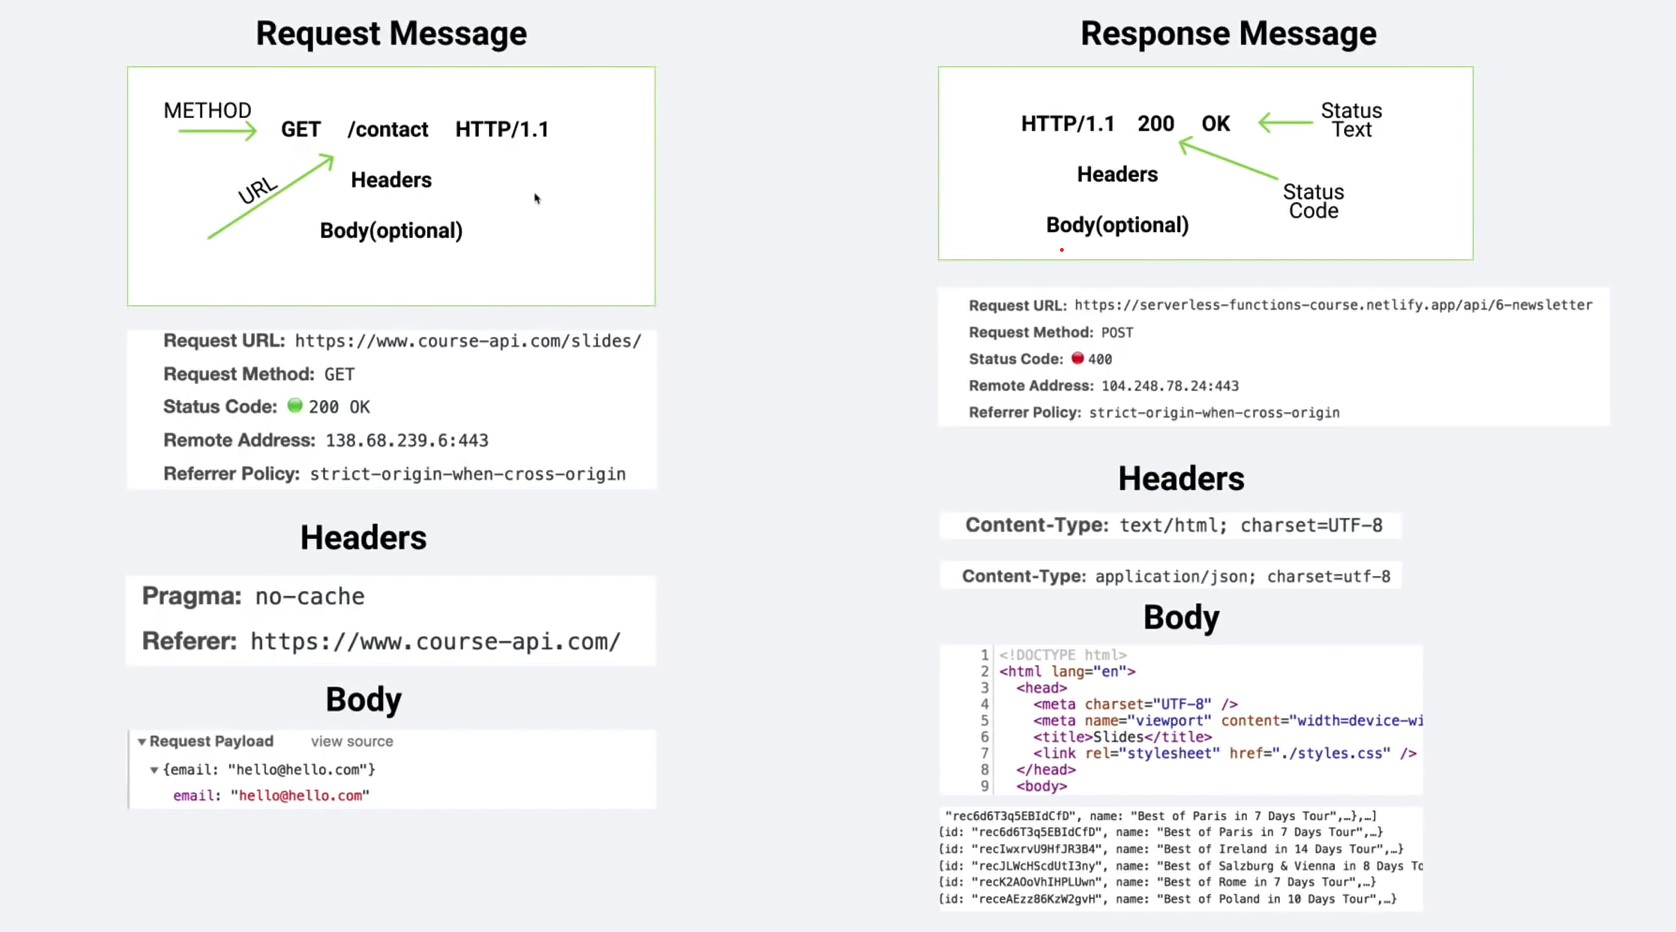 Request Message
METHOD
GET /contact HTTP/1.1
URL
Headers
Body(optional)
Request URL: https://www.course-api.com/slides/
Request Method: GET
Status Code: 200 OK
Remote Address: 138.68.239.6:443
Referrer Policy: strict-origin-when-cross-origin
Headers
Pragma: no-cache
Referer: https://www.course-api.com/
Body
Request Payload view source
{email: "hello@hello.com"}
email: "hello@hello.com"
Response Message
HTTP/1.1 200 OK
Status
Text
Headers
Status
Code
Body(optional)
Request URL: https://serverless-functions-course.netlify.app/api/6-newsletter
Request Method: POST
Status Code: 400
Remote Address: 104.248.78.24:443
Referrer Policy: strict-origin-when-cross-origin
Headers
Content-Type: text/html; charset=UTF-8
Content-Type: application/json; charset=utf-8
Body
1 <!DOCTYPE html>
2 <html lang="en">
3 <head>
4 <meta charset="UTF-8" />
5 <meta name="viewport" content="width=device-wi
6 <title>Slides</title>
7 <link rel="stylesheet" href="./styles.css" />
8 </head>
9 <body>
"rec6d6T3q5EBIdCfD", name: "Best of Paris in 7 Days Tour",…},…]
{id: "rec6d6T3q5EBIdCfD", name: "Best of Paris in 7 Days Tour",…}
{id: "recIwxrvU9HfJR3B4", name: "Best of Ireland in 14 Days Tour",…}
{id: "recJLWcHScdUtI3ny", name: "Best of Salzburg & Vienna in 8 Days To
{id: "recK2AOoVhIHPLUwn", name: "Best of Rome in 7 Days Tour",…}
{id: "receAEzz86KzW2gvH", name: "Best of Poland in 10 Days Tour",…}